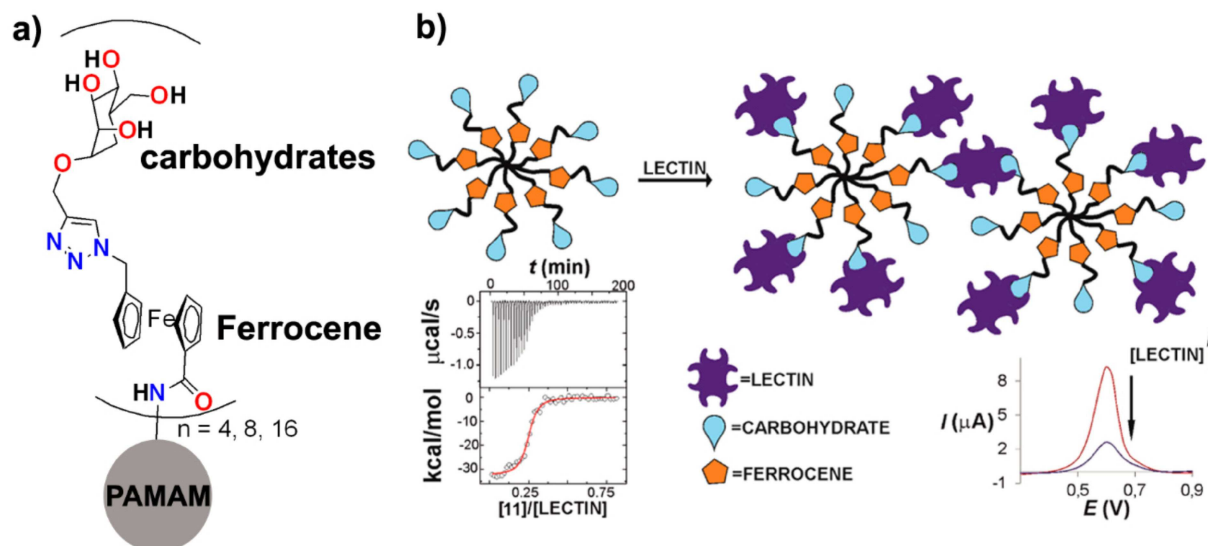 a)
HO
OH
HO
OH
OH
O
carbohydrates
N
N
N
Fe
Ferrocene
HN
O
n = 4, 8, 16
PAMAM
b)
LECTIN
t (min)
0 100 200
μcal/s
0
-0.5
-1.0
kcal/mol
0
-10
-20
-30
0.25 0.75
[11]/[LECTIN]
=LECTIN
=CARBOHYDRATE
=FERROCENE
[LECTIN]
I (μA)
8
5
2
-1
0,5 0,7 0,9
E (V)